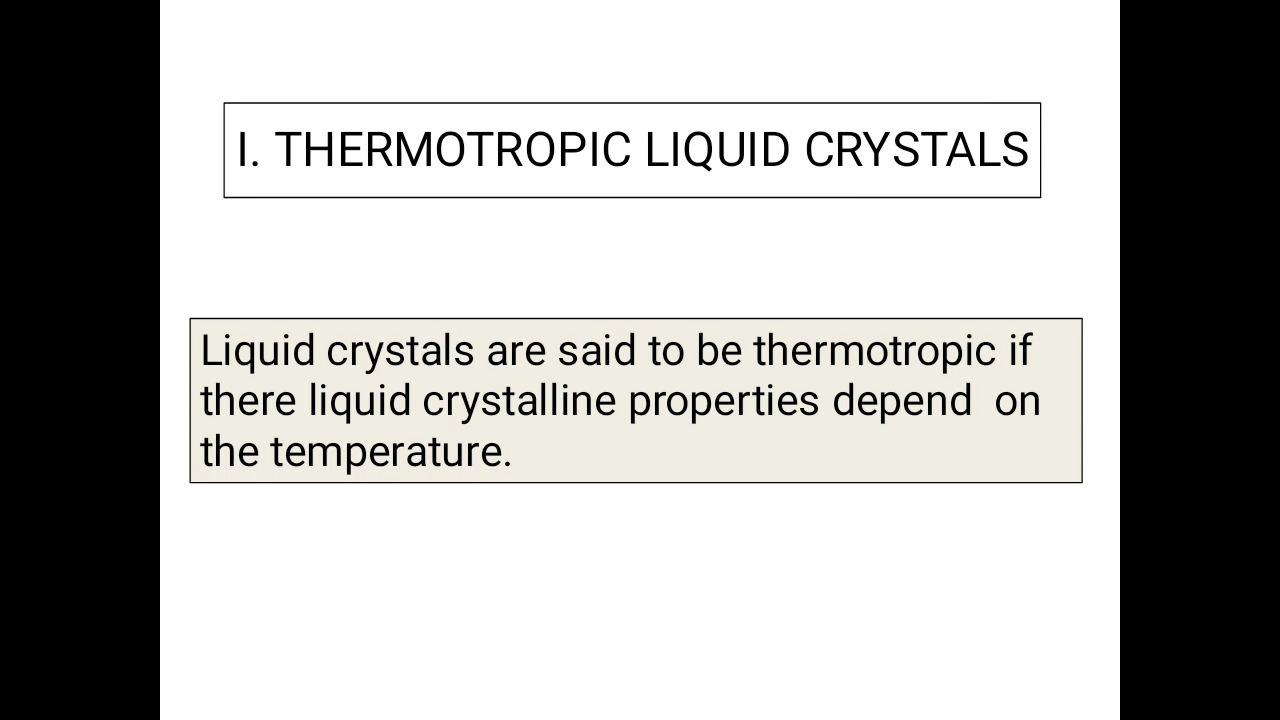 I. THERMOTROPIC LIQUID CRYSTALS
Liquid crystals are said to be thermotropic if
there liquid crystalline properties depend  on
the temperature.